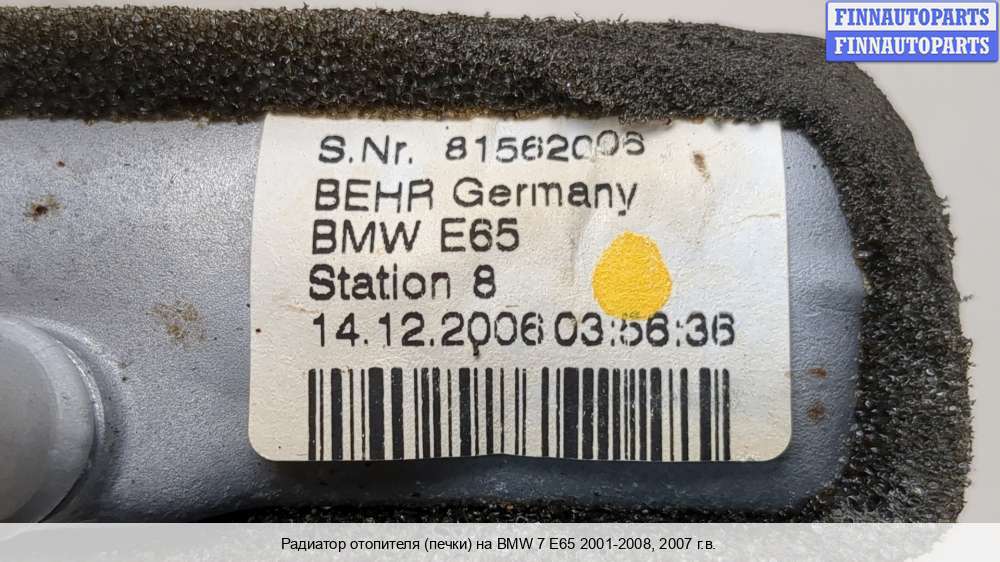 FINNAUTOPARTS
FINNAUTOPARTS
S.Nr. 81562006
BEHR Germany
BMW E65
Station 8
14.12.2006 03:56:36
Радиатор отопителя (печки) на BMW 7 E65 2001-2008, 2007 г.в.